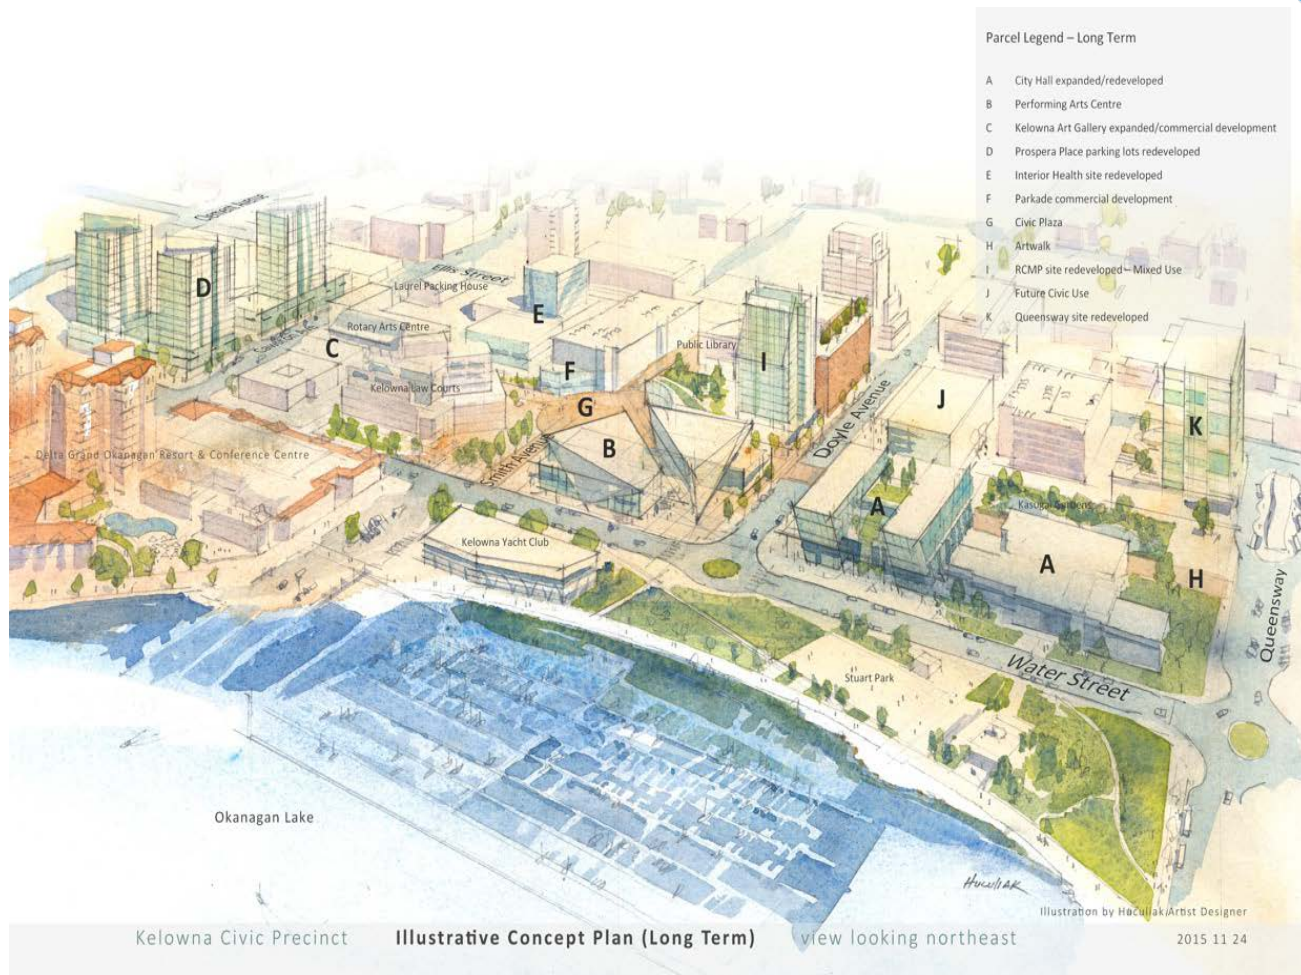 Parcel Legend – Long Term
A City Hall expanded/redeveloped
B Performing Arts Centre
C Kelowna Art Gallery expanded/commercial development
D Prospera Place parking lots redeveloped
E Interior Health site redeveloped
F Parkade commercial development
G Civic Plaza
H Artwalk
I RCMP site redeveloped – Mixed Use
J Future Civic Use
K Queensway site redeveloped
Ellis Street
Laurel Packing House
D
E
Rotary Arts Centre
C
Public Library
I
F
Kelowna Law Courts
G
J
Doyle Avenue
K
B
Delta Grand Okanagan Resort & Conference Centre
Smith Avenue
A
Kasugai Gardens
Kelowna Yacht Club
A
H
Queensway
Water Street
Stuart Park
Okanagan Lake
Huculiak
Illustration by Huculiak/Artist Designer
Kelowna Civic Precinct Illustrative Concept Plan (Long Term) view looking northeast 2015 11 24